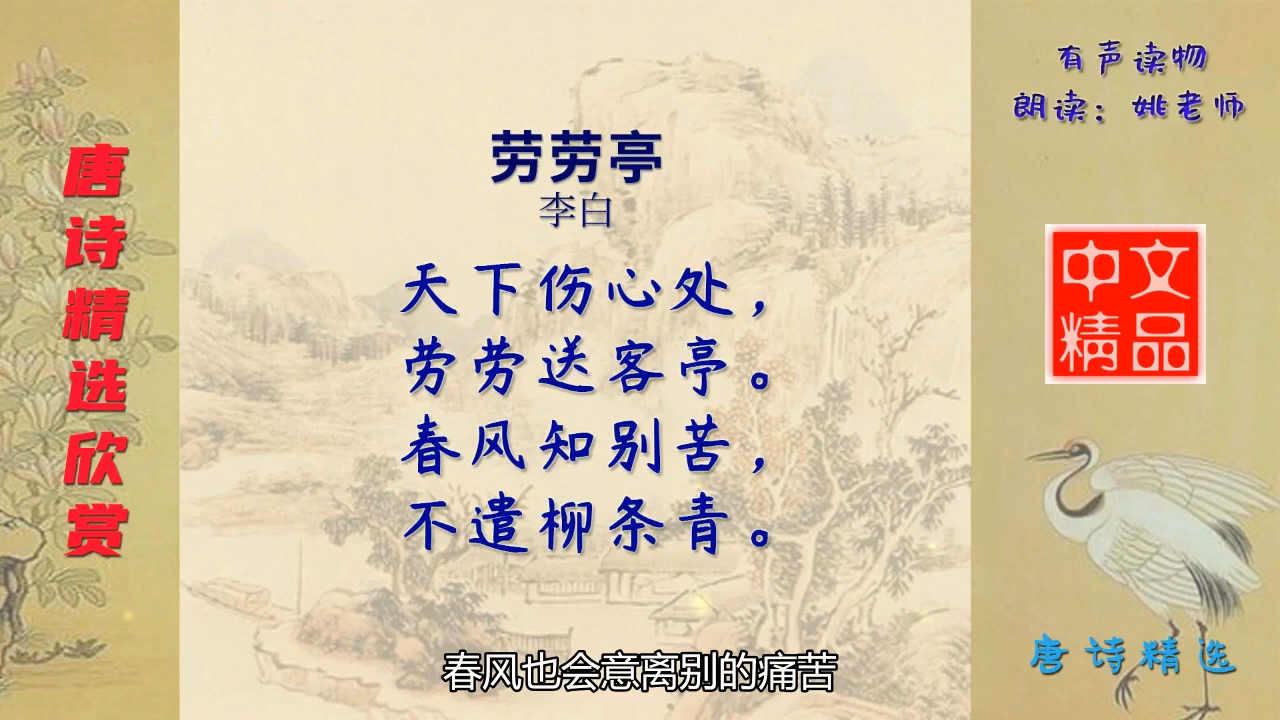 唐诗精选欣赏
劳劳亭
李白
天下伤心处，
劳劳送客亭。
春风知别苦，
不遣柳条青。
春风也会意离别的痛苦
有声读物
朗读：姚老师
中文
精品
唐诗精选